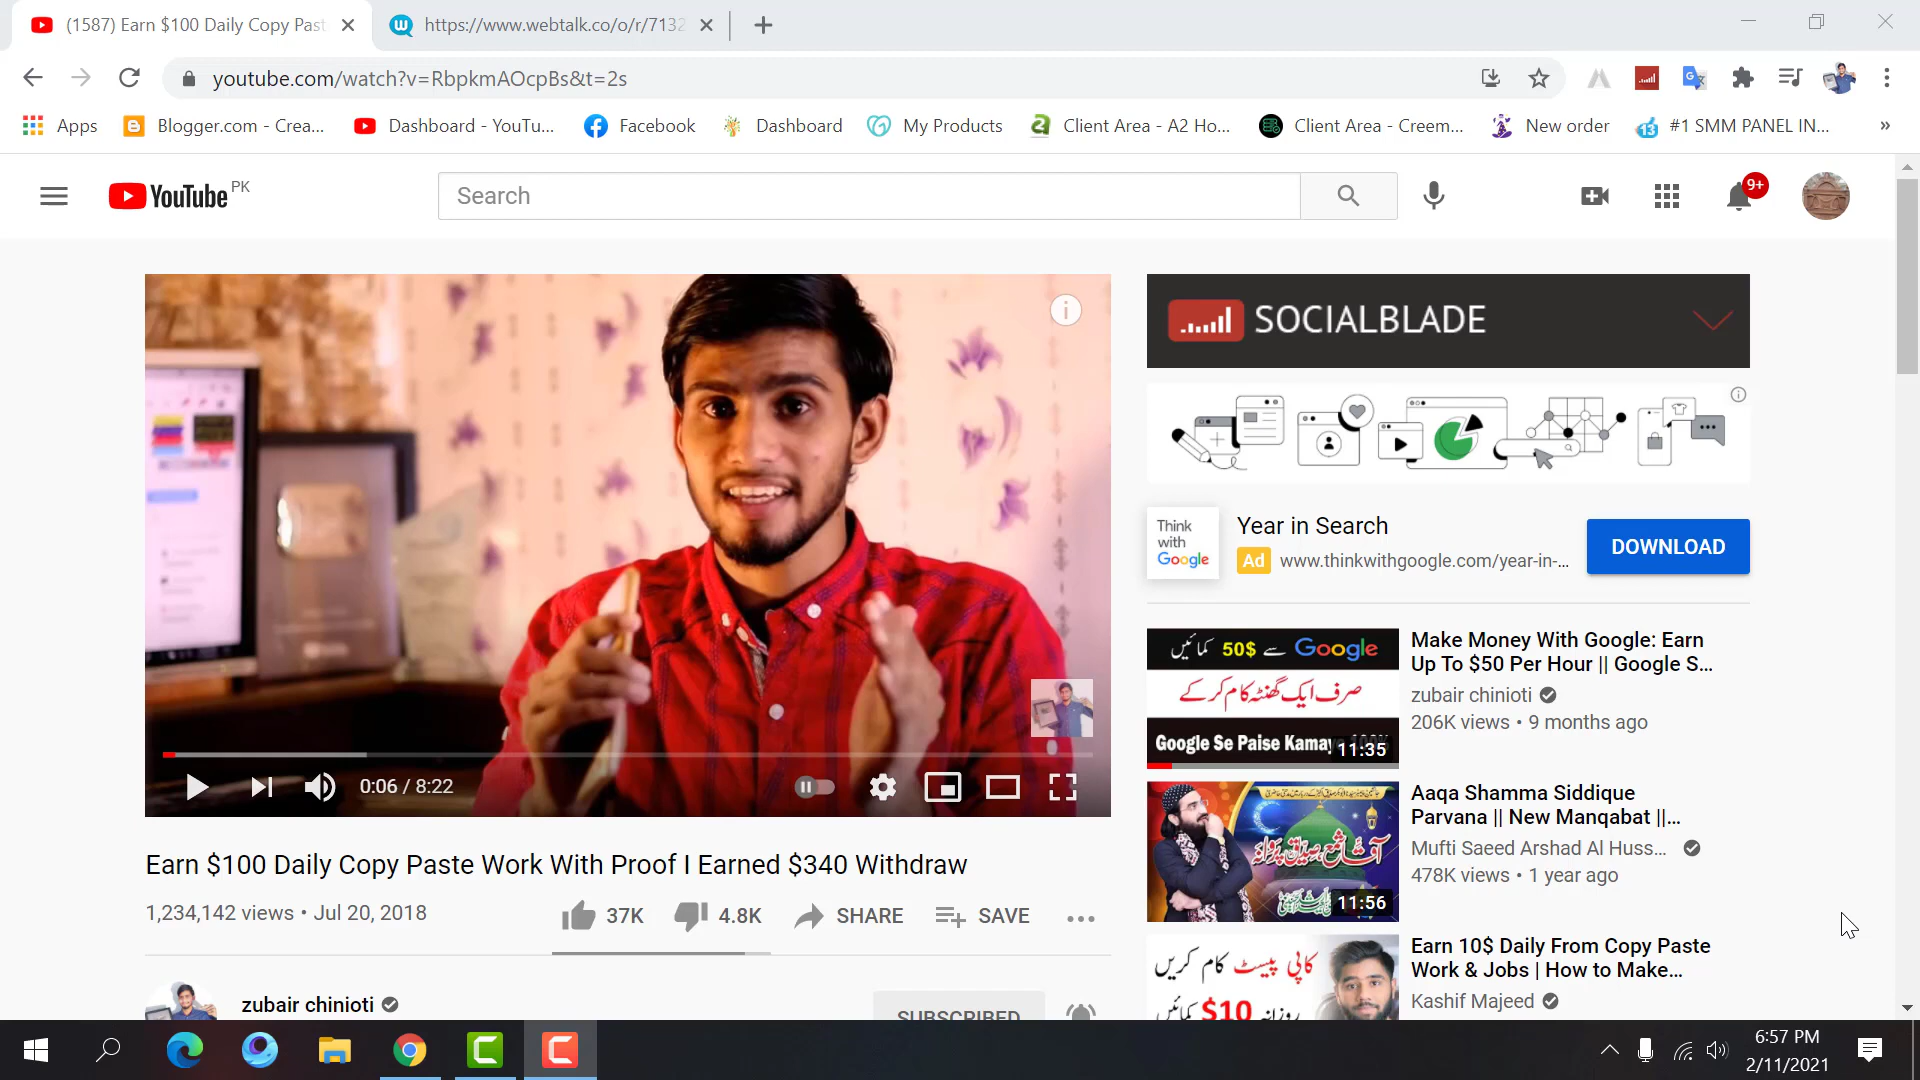 (1587) Earn $100 Daily Copy Past
https://www.webtalk.co/o/r/7132
youtube.com/watch?v=RbpkmAOcpBs&t=2s
Apps
Blogger.com - Crea...
Dashboard - YouTu...
Facebook
Dashboard
My Products
Client Area - A2 Ho...
Client Area - Creem...
New order
#1 SMM PANEL IN...
»
YouTube PK
Search
9+
SOCIALBLADE
Think
with
Google
Year in Search
Ad www.thinkwithgoogle.com/year-in-...
DOWNLOAD
0:06 / 8:22
Earn $100 Daily Copy Paste Work With Proof I Earned $340 Withdraw
1,234,142 views • Jul 20, 2018
37K
4.8K
SHARE
SAVE
zubair chinioti
SUBSCRIBED
Google سے 50$ کمائیں
صرف ایک گھنٹہ کام کر کے
Google Se Paise Kamaye 100%
11:35
Make Money With Google: Earn
Up To $50 Per Hour || Google S...
zubair chinioti
206K views • 9 months ago
11:56
Aaqa Shamma Siddique
Parvana || New Manqabat ||...
Mufti Saeed Arshad Al Huss...
478K views • 1 year ago
کاپی پیسٹ کام کریں
روزانہ $10 کمائیں
Earn 10$ Daily From Copy Paste
Work & Jobs | How to Make...
Kashif Majeed
6:57 PM
2/11/2021